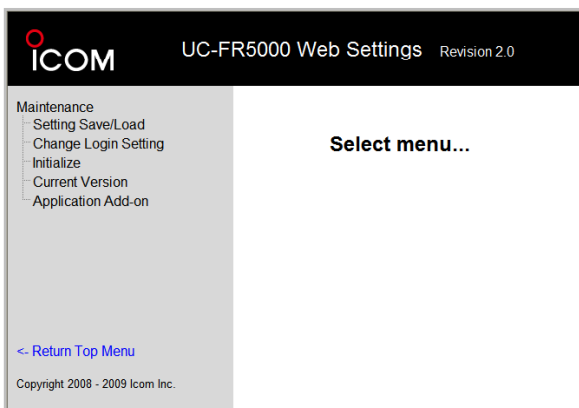 ICOM
UC-FR5000 Web Settings Revision 2.0
Maintenance
Setting Save/Load
Change Login Setting
Initialize
Current Version
Application Add-on
Select menu...
<- Return Top Menu
Copyright 2008 - 2009 Icom Inc.